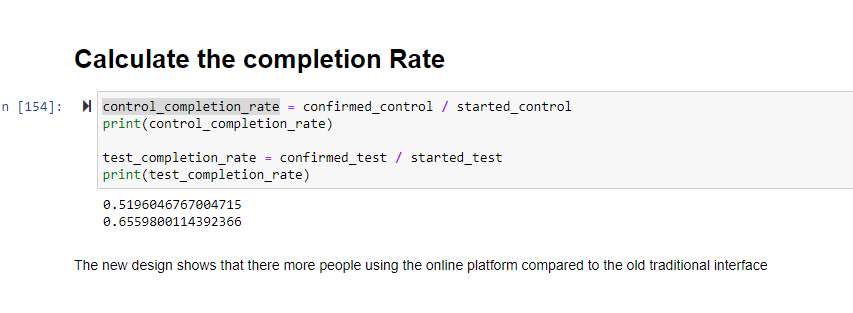 Calculate the completion Rate
n [154]:
control_completion_rate = confirmed_control / started_control
print(control_completion_rate)
test_completion_rate = confirmed_test / started_test
print(test_completion_rate)
0.5196046767004715
0.6559800114392366
The new design shows that there more people using the online platform compared to the old traditional interface